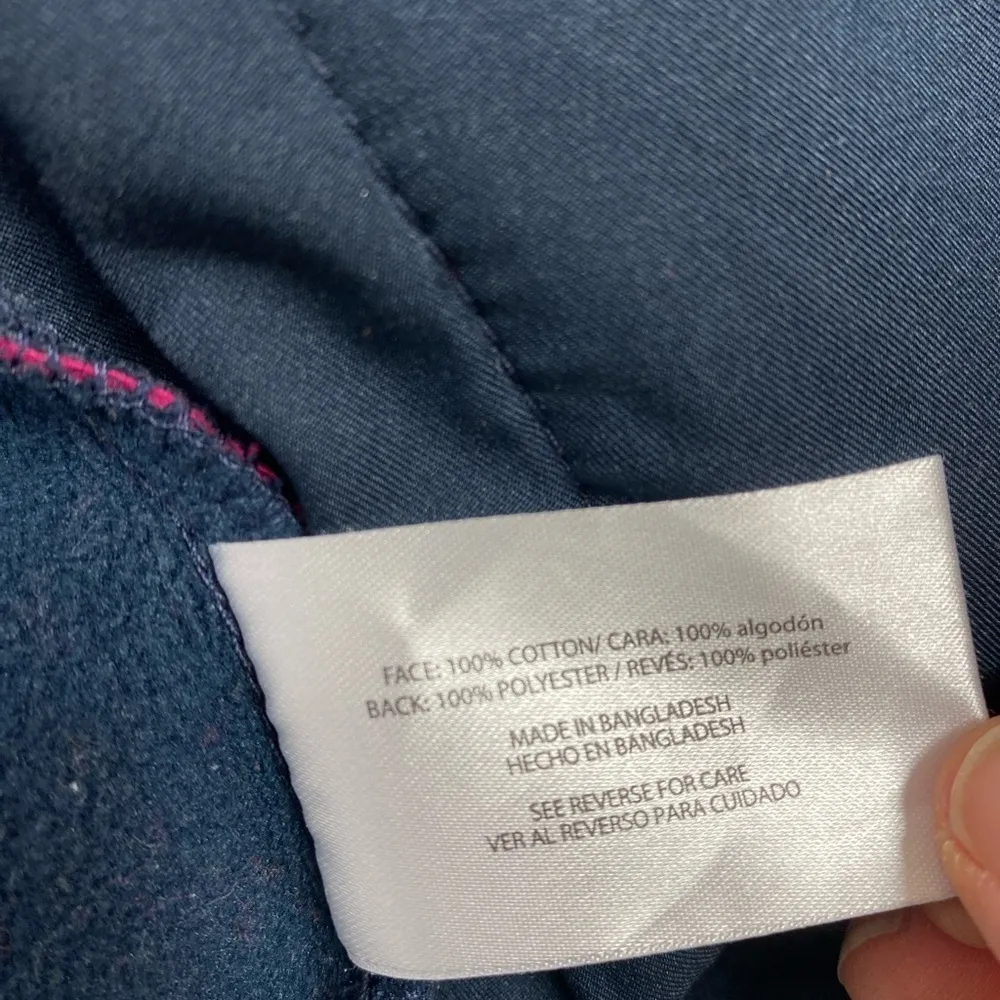 FACE: 100% COTTON/ CARA: 100% algodón
BACK: 100% POLYESTER / REVÉS: 100% poliéster
MADE IN BANGLADESH
HECHO EN BANGLADESH
SEE REVERSE FOR CARE
VER AL REVERSO PARA CUIDADO